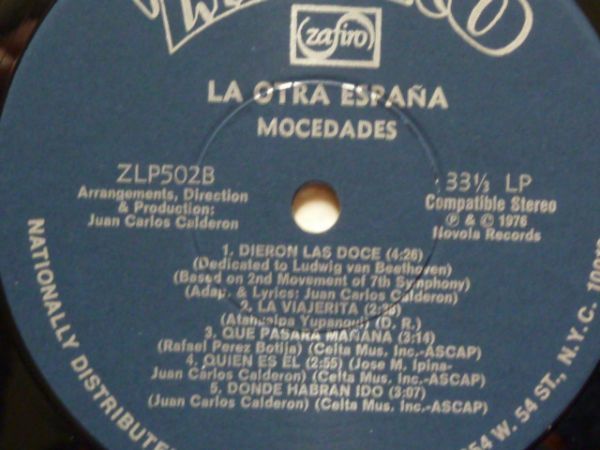 zafiro
LA OTRA ESPAÑA
MOCEDADES
ZLP502B
Arrangements, Direction
& Production:
Juan Carlos Calderon
33⅓ LP
Compatible Stereo
℗ & © 1976
Novola Records
1. DIERON LAS DOCE (4:26)
(Dedicated to Ludwig van Beethoven)
(Based on 2nd Movement of 7th Symphony)
(Adap. & Lyrics: Juan Carlos Calderon)
2. LA VIAJERITA (2:36)
(Atahualpa Yupanqui) (D. R.)
3. QUE PASARA MAÑANA (3:14)
(Rafael Perez Botija) (Celta Mus. Inc.-ASCAP)
4. QUIEN ES EL (2:55) (Jose M. Ipina-
Juan Carlos Calderon) (Celta Mus. Inc.-ASCAP)
5. DONDE HABRAN IDO (3:07)
(Juan Carlos Calderon) (Celta Mus. Inc.-ASCAP)
NATIONALLY DISTRIBUTED
54 W. 54 ST., N.Y.C.